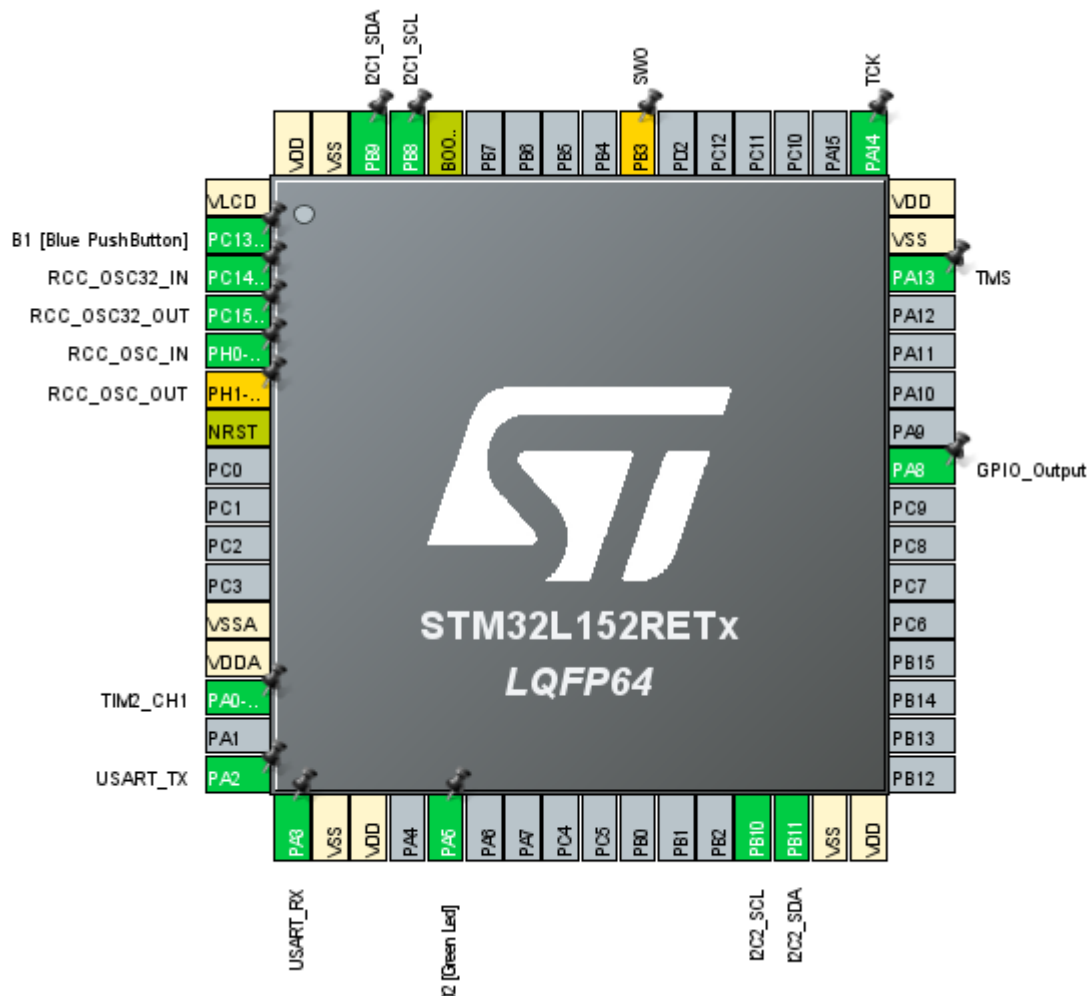 I2C1_SDA
I2C1_SCL
SWO
TCK
VDD
VSS
PB9
PB8
BOO..
PB7
PB6
PB5
PB4
PB3
PD2
PC12
PC11
PC10
PA15
PA14
VLCD
VDD
B1 [Blue PushButton]
PC13..
VSS
RCC_OSC32_IN
PC14..
PA13
TMS
RCC_OSC32_OUT
PC15..
PA12
RCC_OSC_IN
PH0-..
PA11
RCC_OSC_OUT
PH1-..
PA10
NRST
PA9
PC0
PA8
GPIO_Output
PC1
PC9
PC2
PC8
PC3
PC7
VSSA
PC6
VDDA
PB15
TIM2_CH1
PA0-..
PB14
PA1
PB13
USART_TX
PA2
PB12
ST
STM32L152RETx
LQFP64
PA3
VSS
VDD
PA4
PA5
PA6
PA7
PC4
PC5
PB0
PB1
PB2
PB10
PB11
VSS
VDD
USART_RX
[Green Led]
I2C2_SCL
I2C2_SDA